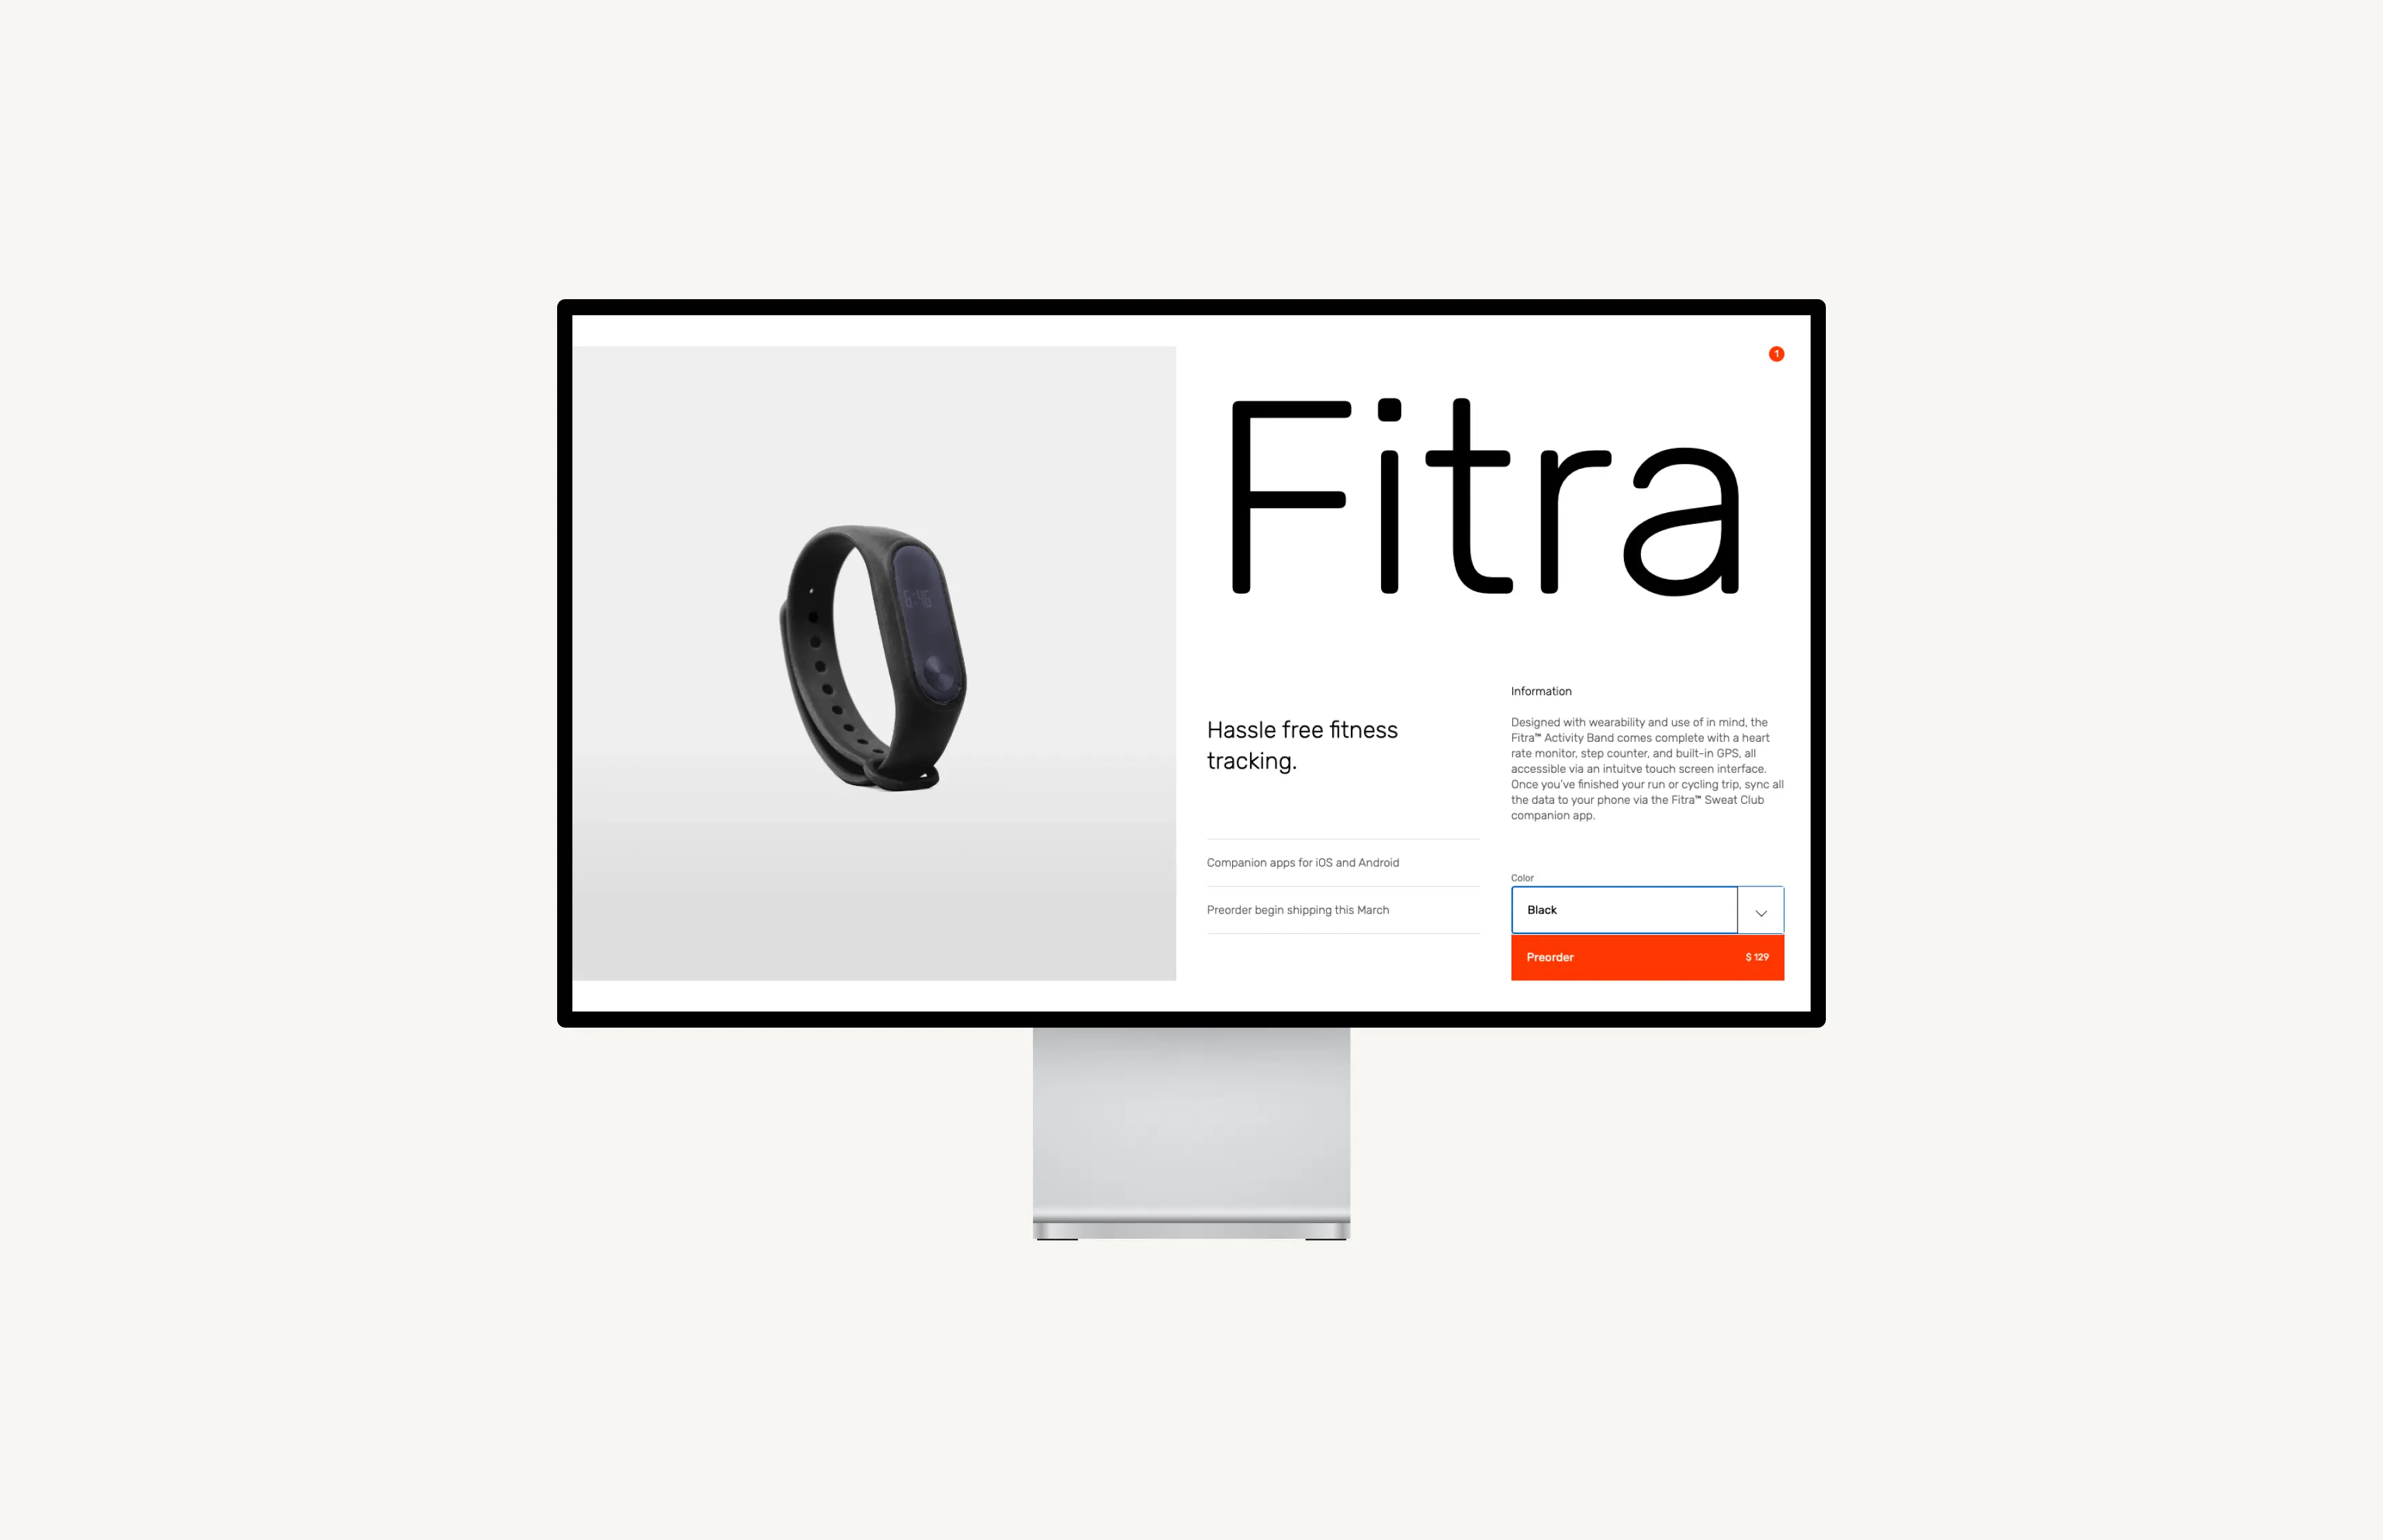 1
Fitra
6:46
Hassle free fitness
tracking.
Companion apps for iOS and Android
Preorder begin shipping this March
Information
Designed with wearability and use of in mind, the
Fitra™ Activity Band comes complete with a heart
rate monitor, step counter, and built-in GPS, all
accessible via an intuitve touch screen interface.
Once you've finished your run or cycling trip, sync all
the data to your phone via the Fitra™ Sweat Club
companion app.
Color
Black
Preorder $ 129